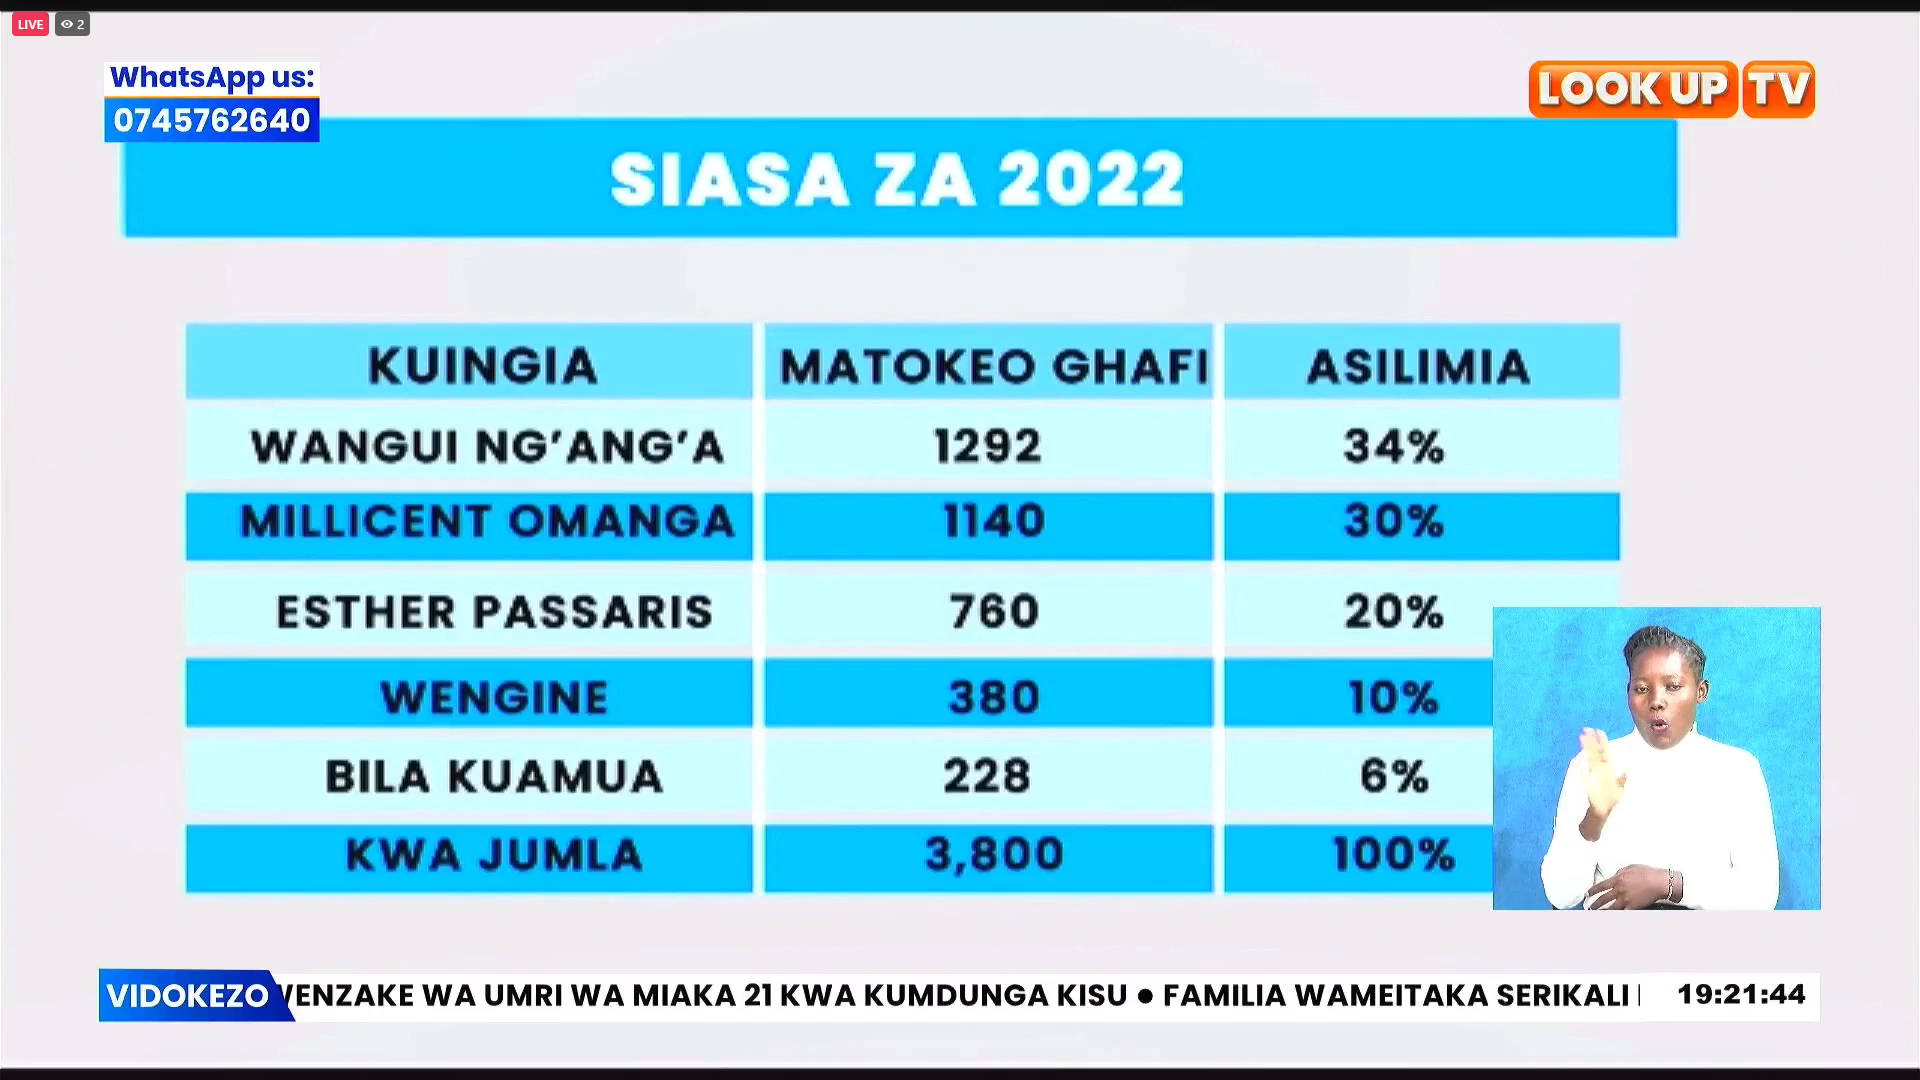 LIVE 2
WhatsApp us:
0745762640
LOOK UP TV
SIASA ZA 2022
KUINGIA MATOKEO GHAFI ASILIMIA
WANGUI NG'ANG'A 1292 34%
MILLICENT OMANGA 1140 30%
ESTHER PASSARIS 760 20%
WENGINE 380 10%
BILA KUAMUA 228 6%
KWA JUMLA 3,800 100%
VIDOKEZO WENZAKE WA UMRI WA MIAKA 21 KWA KUMDUNGA KISU ● FAMILIA WAMEITAKA SERIKALI 19:21:44